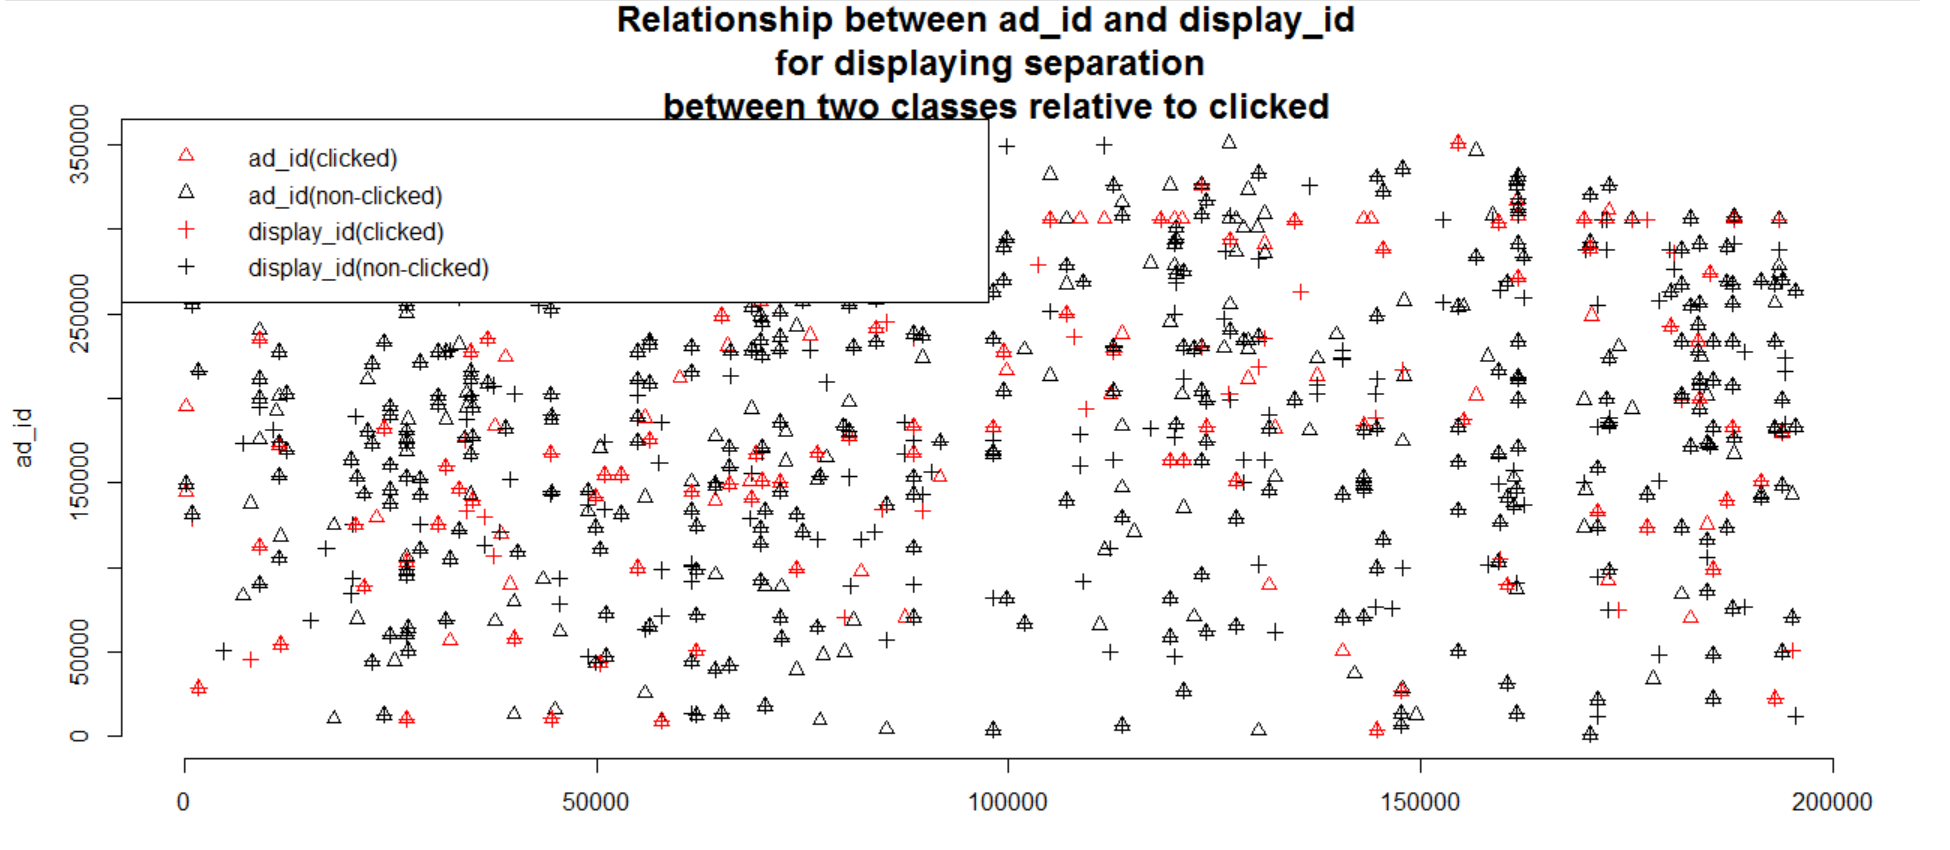 Relationship between ad_id and display_id
for displaying separation
between two classes relative to clicked
ad_id(clicked)
ad_id(non-clicked)
display_id(clicked)
display_id(non-clicked)
ad_id
350000
250000
150000
50000
0
0
50000
100000
150000
200000